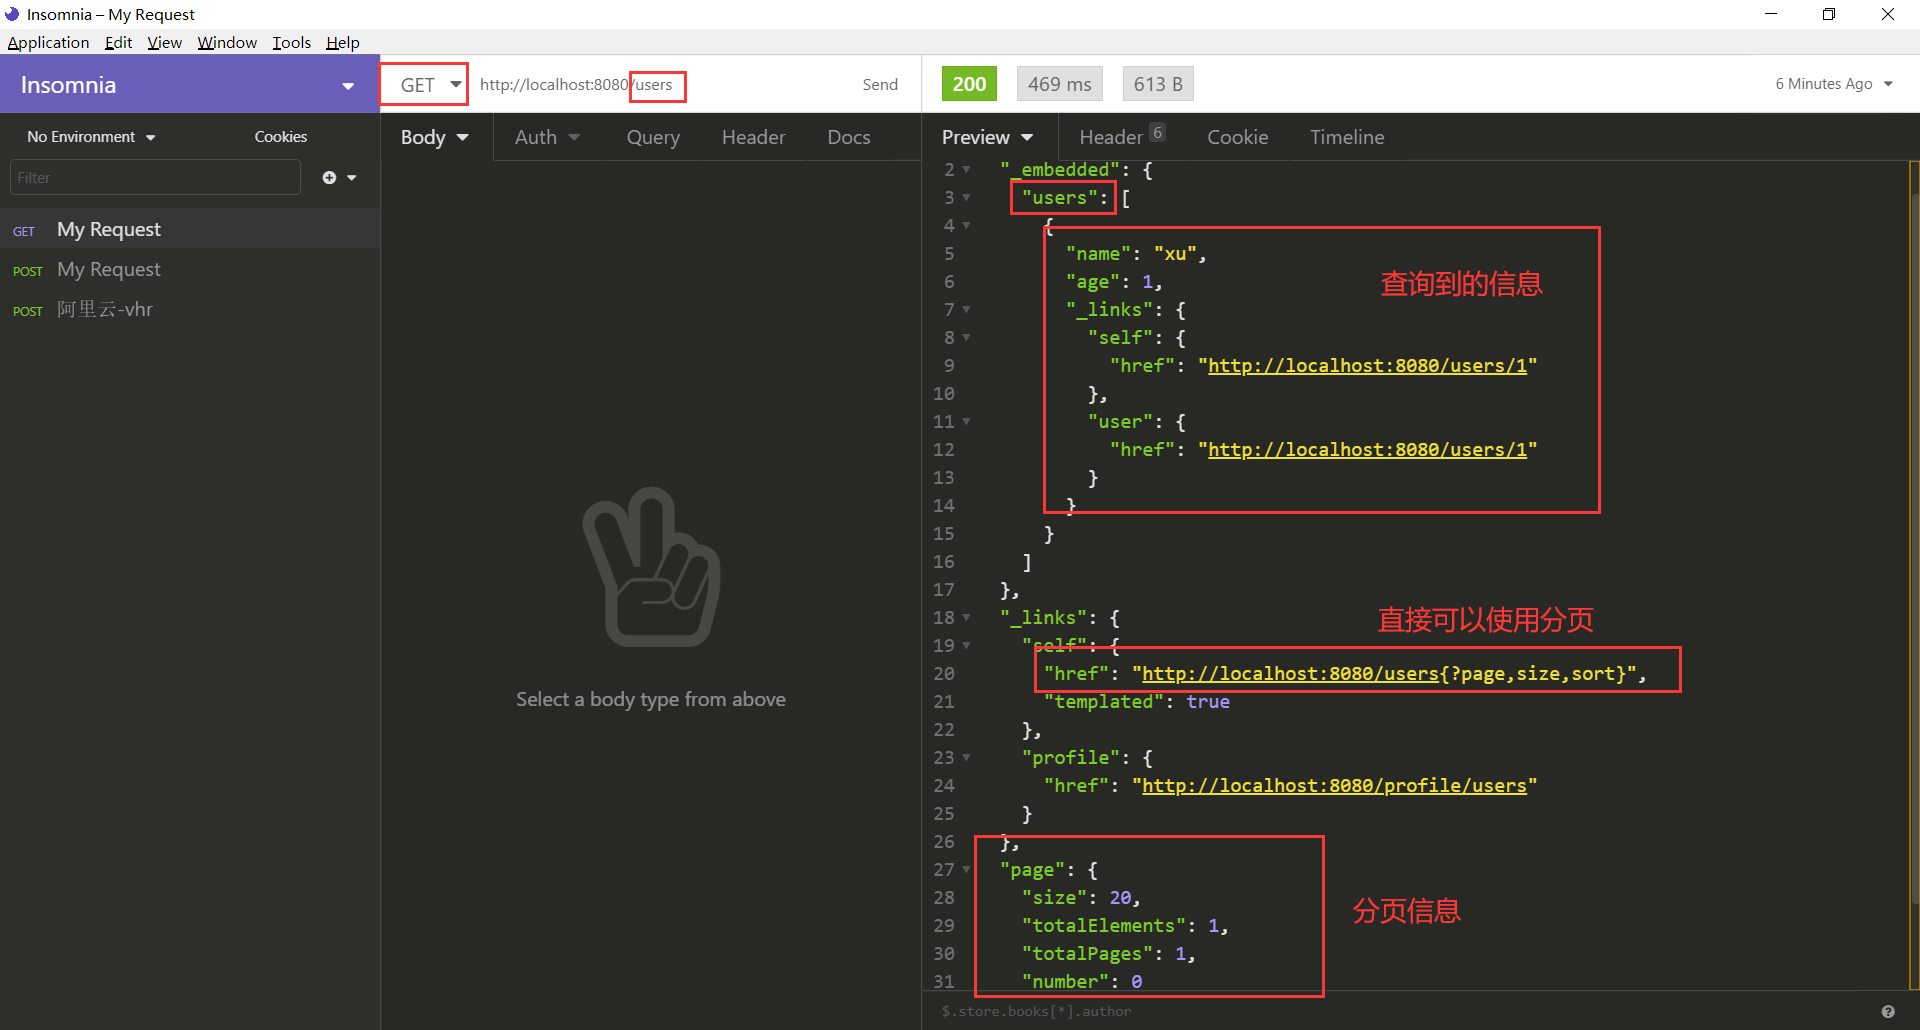 Insomnia – My Request
Application Edit View Window Tools Help
Insomnia
GET http://localhost:8080/users Send
200 469 ms 613 B 6 Minutes Ago
No Environment Cookies
Filter
GET My Request
POST My Request
POST 阿里云-vhr
Body Auth Query Header Docs
Select a body type from above
Preview Header 6 Cookie Timeline
2 "_embedded": {
3 "users": [
4 {
5 "name": "xu",
6 "age": 1,
查询到的信息
7 "_links": {
8 "self": {
9 "href": "http://localhost:8080/users/1"
10 },
11 "user": {
12 "href": "http://localhost:8080/users/1"
13 }
14 }
15 }
16 ]
17 },
18 "_links": {
直接可以使用分页
19 "self": {
20 "href": "http://localhost:8080/users{?page,size,sort}",
21 "templated": true
22 },
23 "profile": {
24 "href": "http://localhost:8080/profile/users"
25 }
26 },
27 "page": {
28 "size": 20,
分页信息
29 "totalElements": 1,
30 "totalPages": 1,
31 "number": 0
$.store.books[*].author